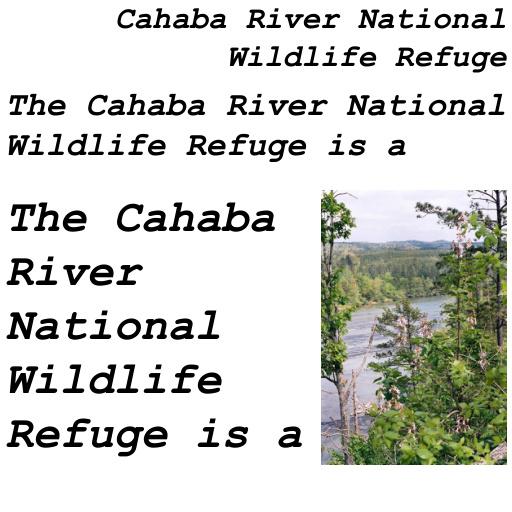 Cahaba River National
Wildlife Refuge
The Cahaba River National
Wildlife Refuge is a
The Cahaba
River
National
Wildlife
Refuge is a